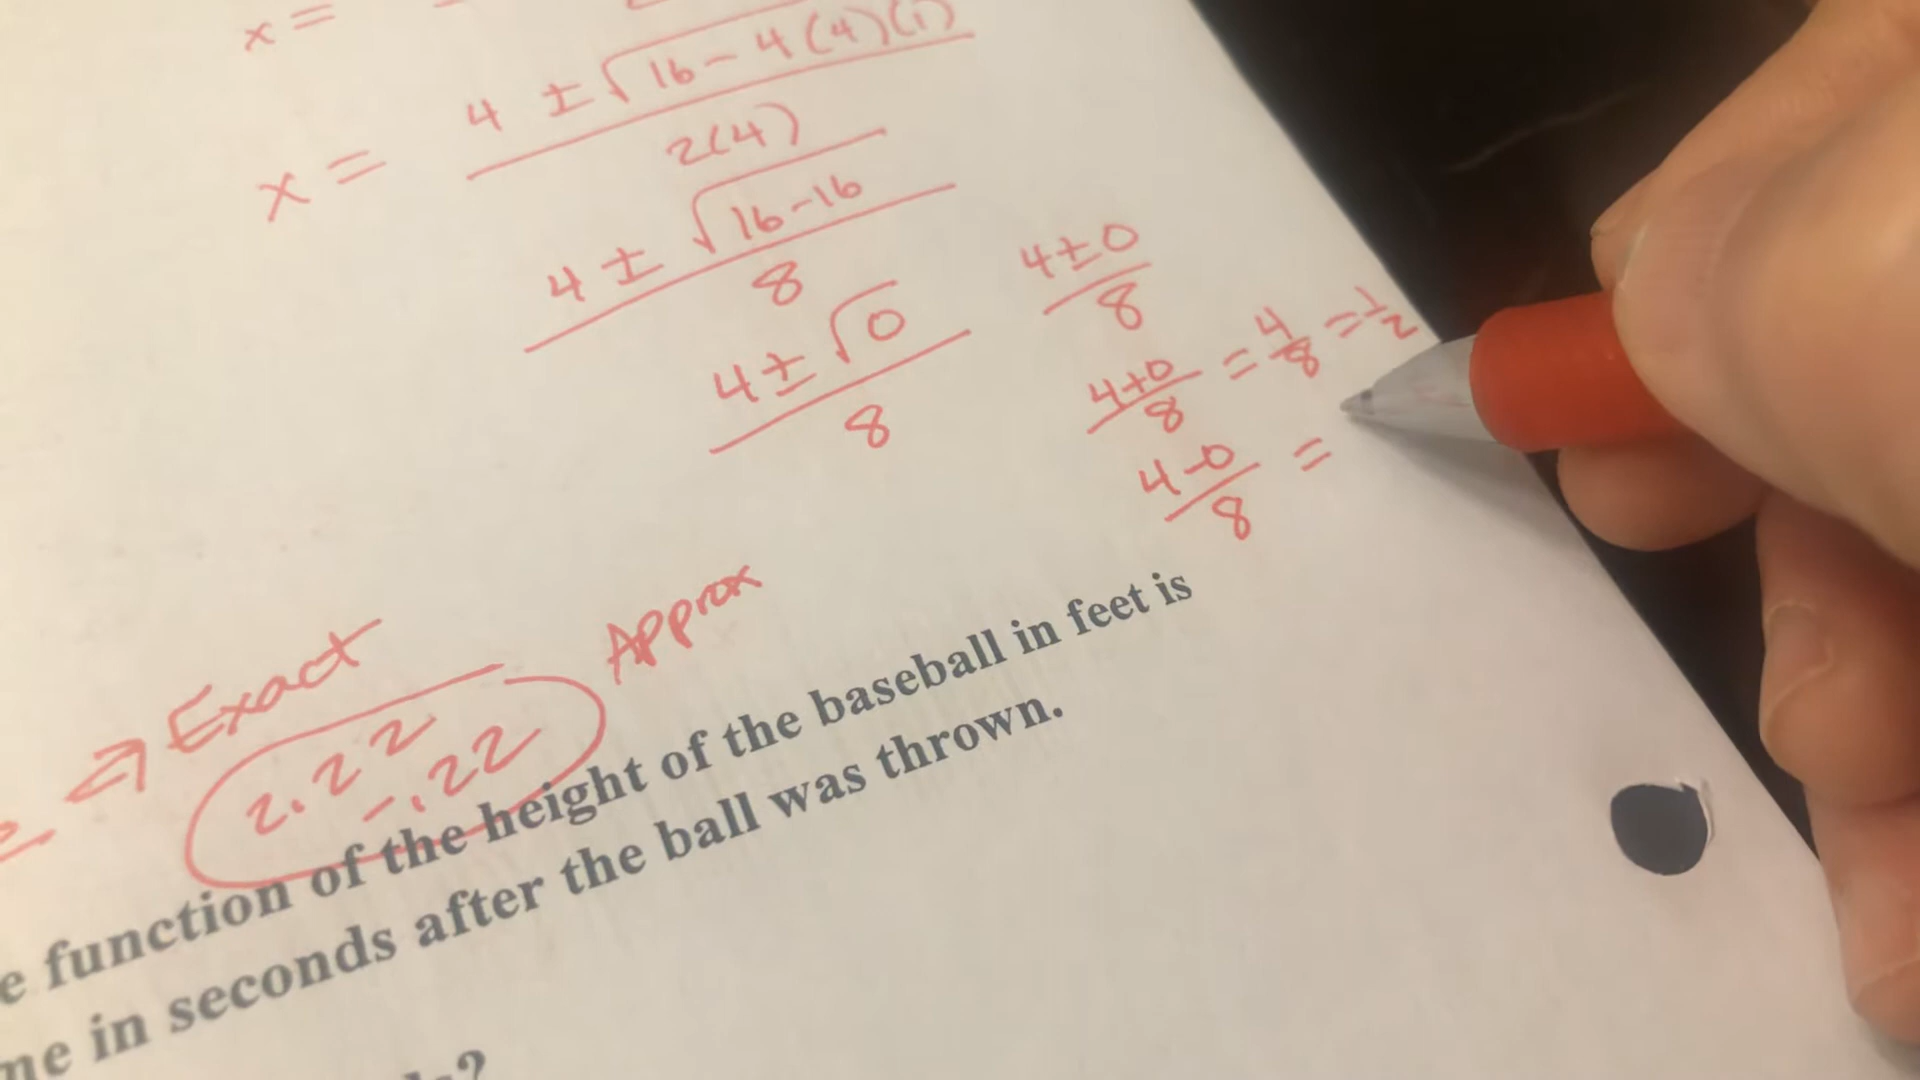 x =
x = 4 ± √16 - 4(4)(1)
2(4)
4 ± √16-16
8
4 ± √0
8
4 ± 0
8
4+0
8
= 4/8 = 1/2
4-0
8
=
Exact
Approx
2.22
-.22
e function of the height of the baseball in feet is
me in seconds after the ball was thrown.
?